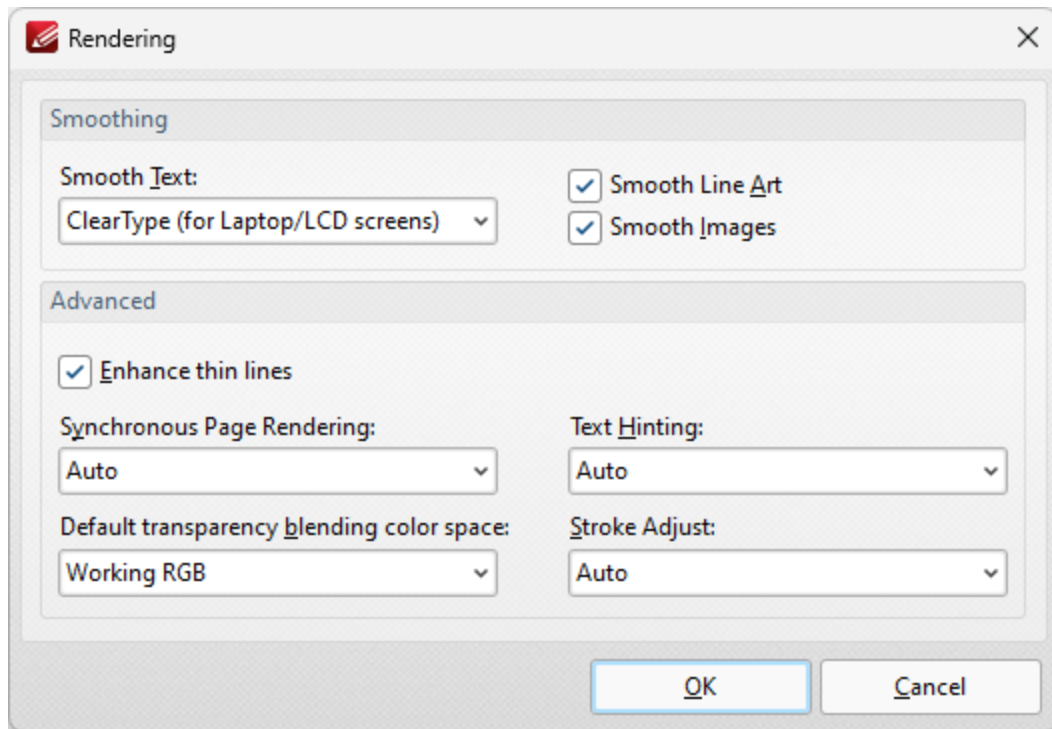 Rendering
Smoothing
Smooth Text:
ClearType (for Laptop/LCD screens)
Smooth Line Art
Smooth Images
Advanced
Enhance thin lines
Synchronous Page Rendering:
Text Hinting:
Auto
Auto
Default transparency blending color space:
Stroke Adjust:
Working RGB
Auto
OK
Cancel